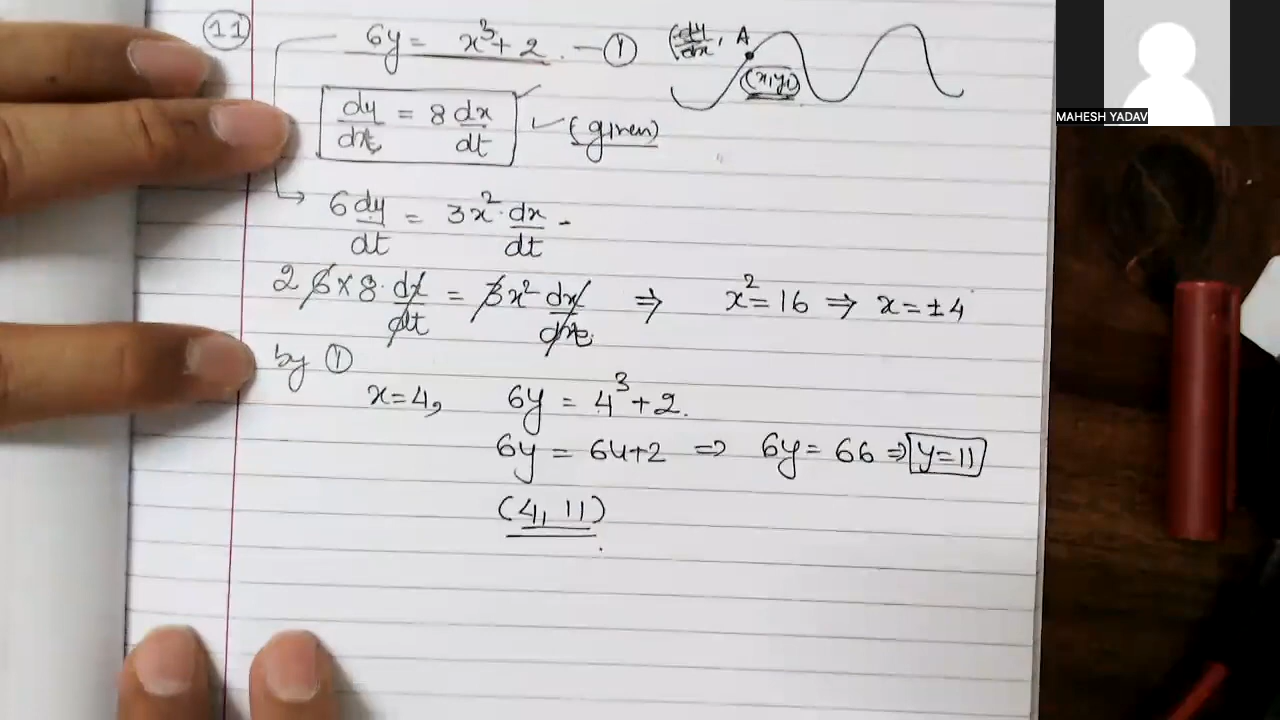 11
6y = x³ + 2 — 1
dy/dx, A
(x,y)
dy/dt = 8 dx/dt (given)
6 dy/dt = 3x² · dx/dt -
2 6 × 8 · dx/dt = 3x² dx/dt ⇒ x² = 16 ⇒ x = ±4
by 1
x=4, 6y = 4³ + 2.
6y = 64+2 ⇒ 6y = 66 ⇒ y=11
(4, 11)
MAHESH YADAV